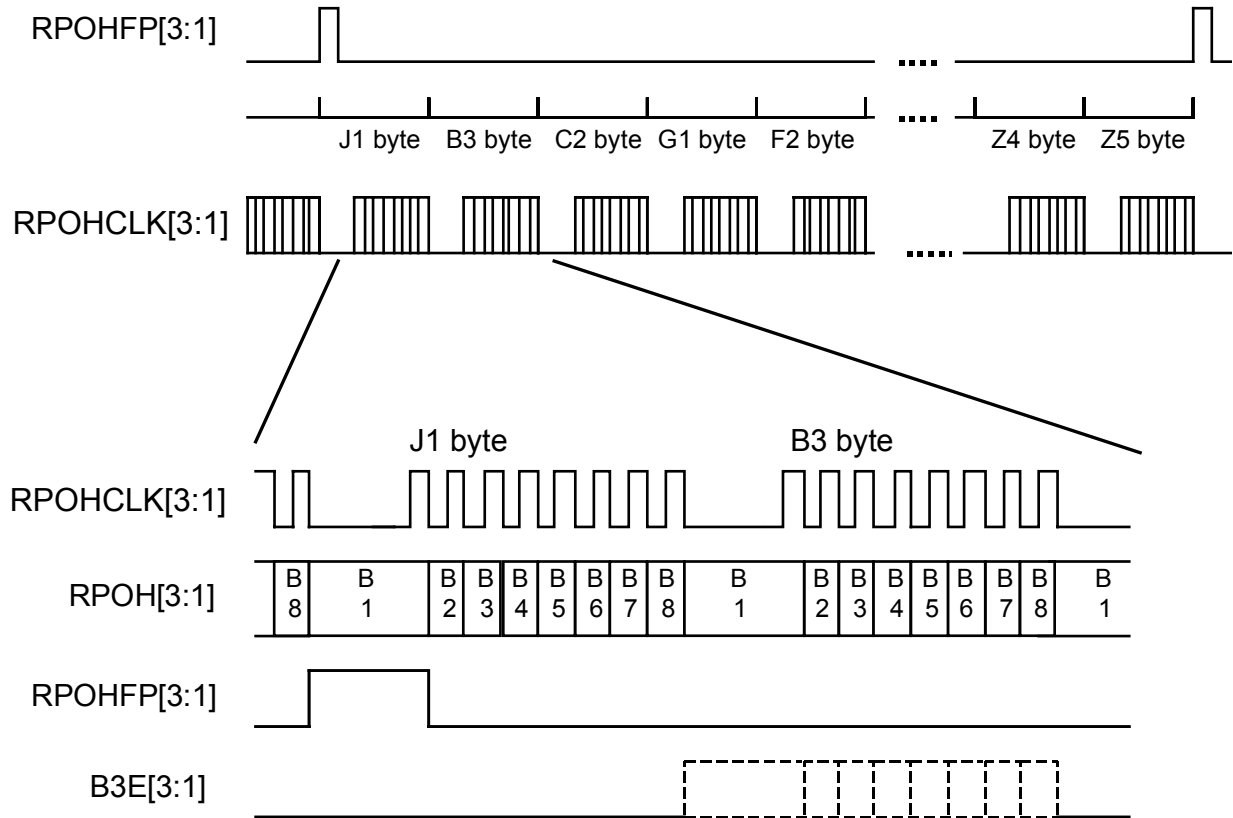 RPOHFP[3:1]
J1 byte B3 byte C2 byte G1 byte F2 byte Z4 byte Z5 byte
RPOHCLK[3:1]
J1 byte B3 byte
RPOHCLK[3:1]
RPOH[3:1]
B B B B B B B B B B B B B B B B B B
8 1 2 3 4 5 6 7 8 1 2 3 4 5 6 7 8 1
RPOHFP[3:1]
B3E[3:1]